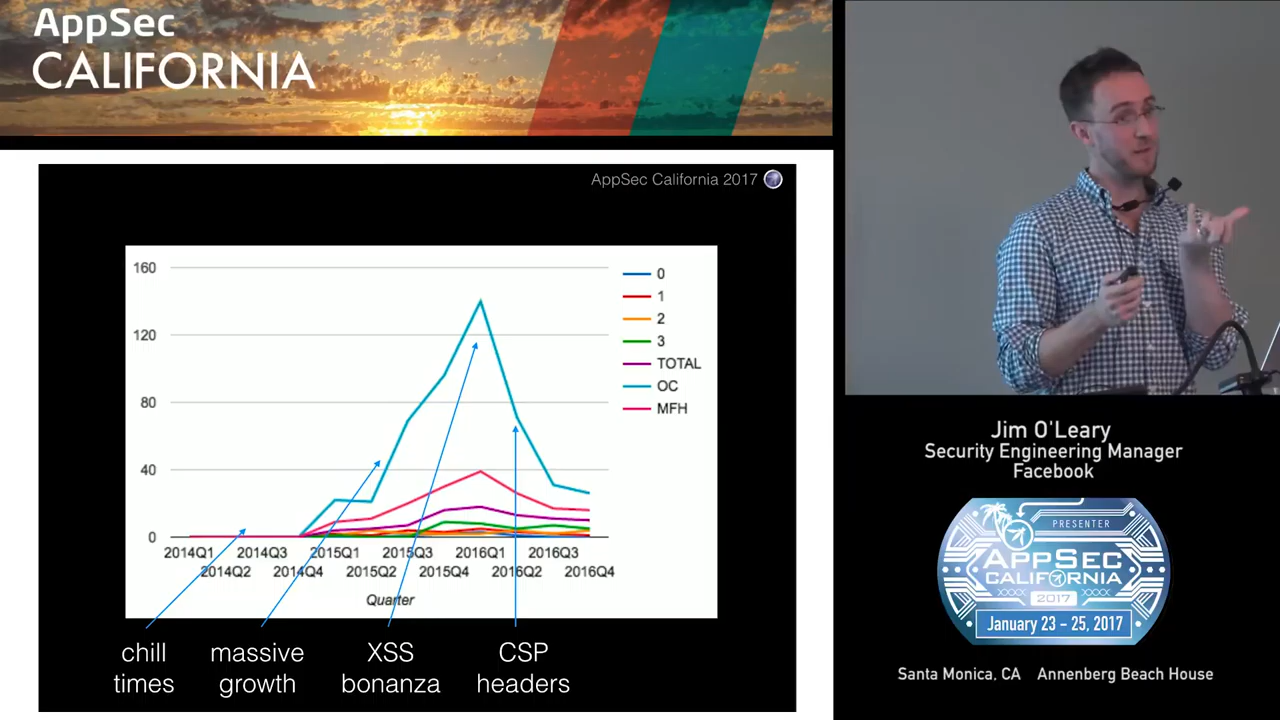 AppSec
CALIFORNIA
AppSec California 2017
160
120
80
40
0
0
1
2
3
TOTAL
OC
MFH
2014Q1 2014Q3 2015Q1 2015Q3 2016Q1 2016Q3
2014Q2 2014Q4 2015Q2 2015Q4 2016Q2 2016Q4
Quarter
chill
times
massive
growth
XSS
bonanza
CSP
headers
Jim O'Leary
Security Engineering Manager
Facebook
PRESENTER
APPSEC
CALIFORNIA
2017
January 23 - 25, 2017
Santa Monica, CA Annenberg Beach House